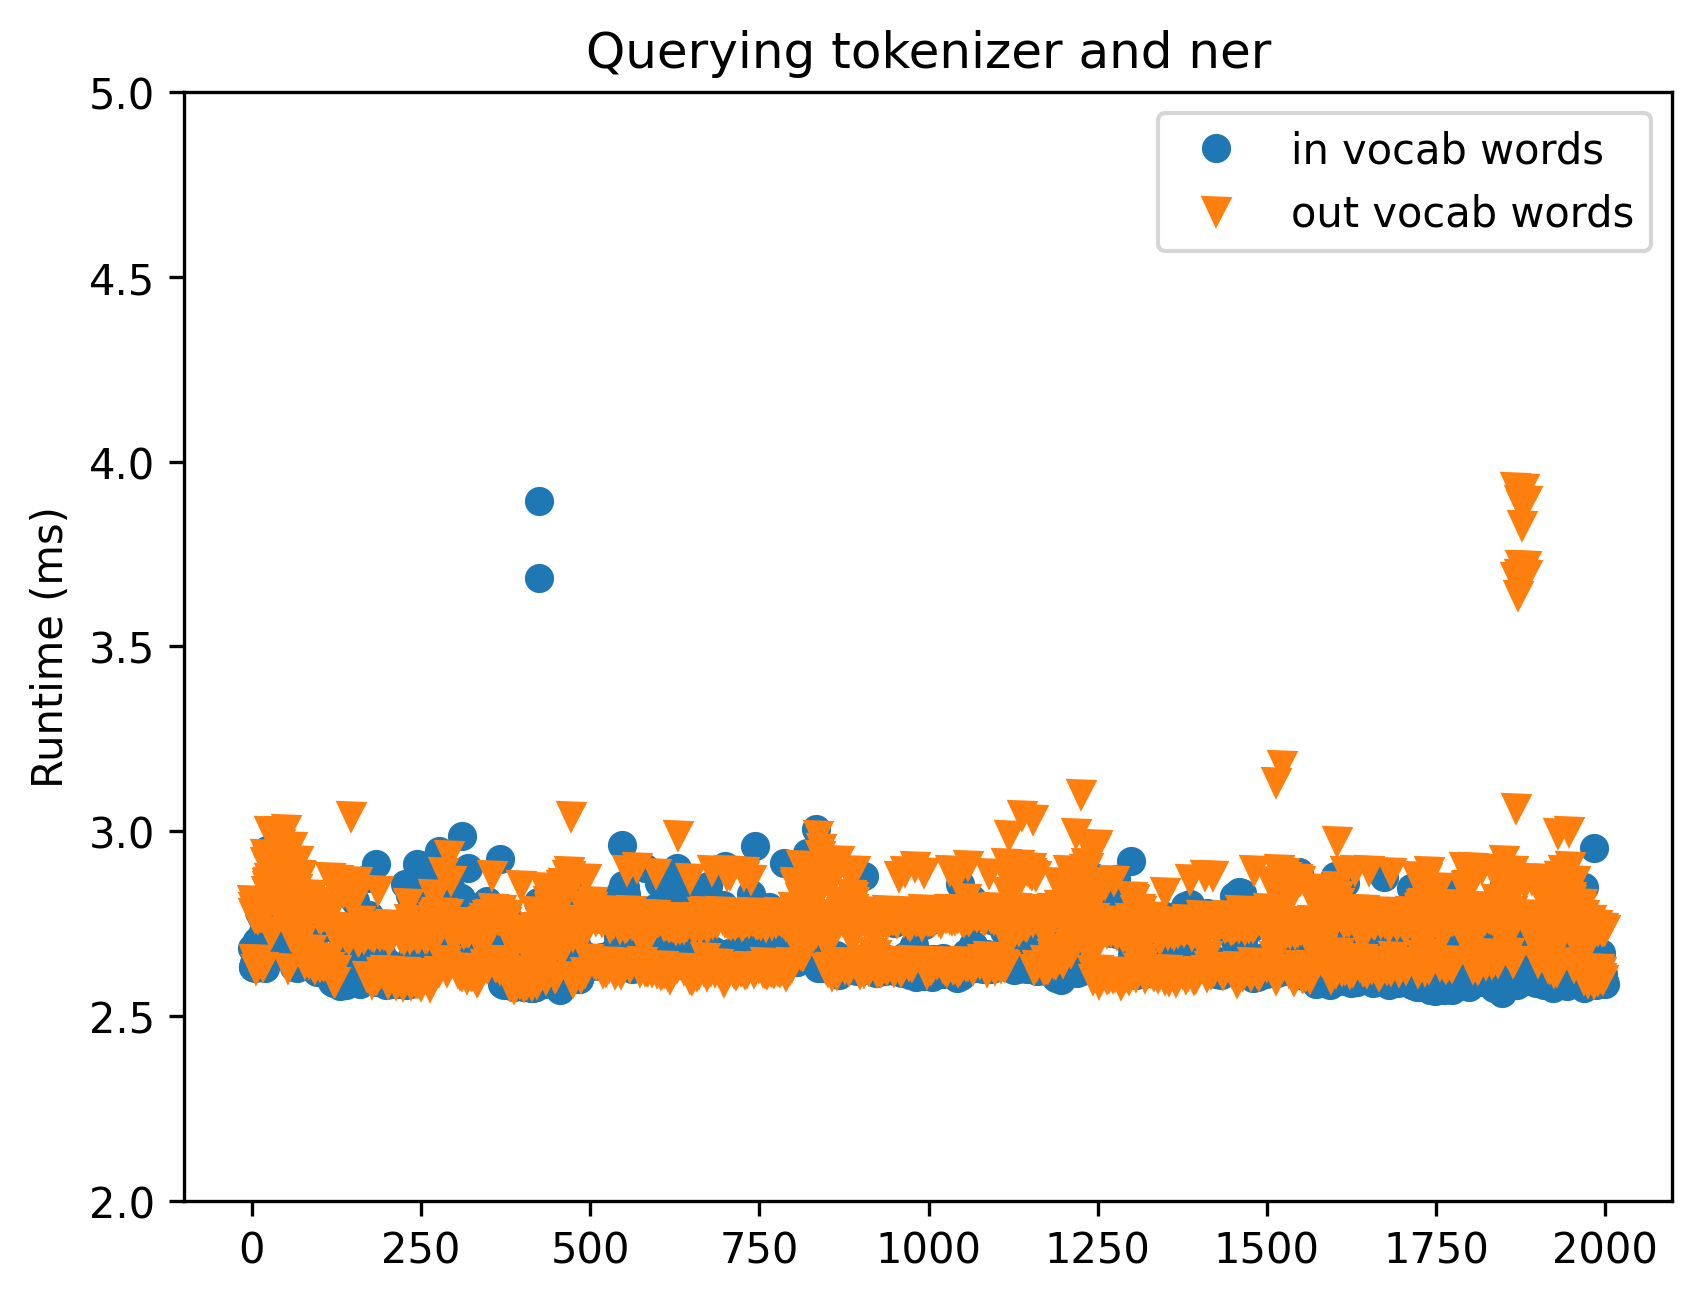 Querying tokenizer and ner
5.0
4.5
4.0
3.5
3.0
2.5
2.0
Runtime (ms)
in vocab words
out vocab words
0 250 500 750 1000 1250 1500 1750 2000